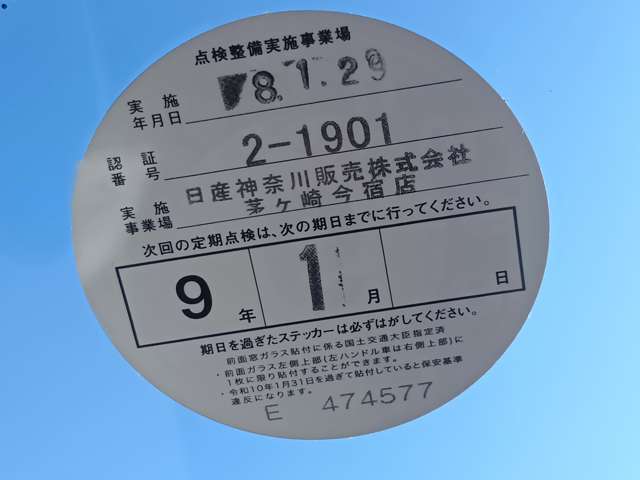 点検整備実施事業場
実施
年月日
8.1.29
認証
番号
2-1901
実施
事業場
日産神奈川販売株式会社
茅ヶ崎今宿店
次回の定期点検は、次の期日までに行ってください。
9年 1月 日
期日を過ぎたステッカーは必ずはがしてください。
前面窓ガラス貼付に係る国土交通大臣指定済
・前面ガラス左側上部(左ハンドル車は右側上部)に
1枚に限り貼付することができます。
・令和10年1月31日を過ぎて貼付していると保安基準
違反になります。
E 474577